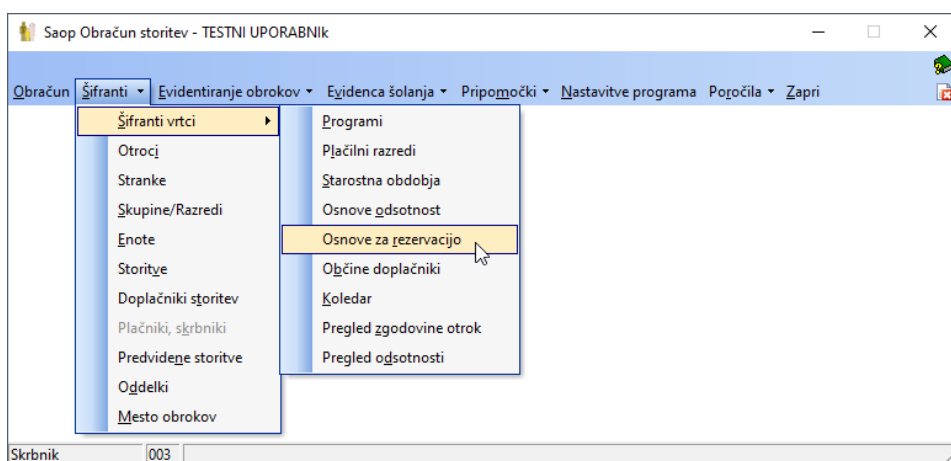 Saop Obračun storitev - TESTNI UPORABNIk
Obračun Šifranti Evidentiranje obrokov Evidenca šolanja Pripomočki Nastavitve programa Poročila Zapri
Šifranti vrtci
Otroci
Stranke
Skupine/Razredi
Enote
Storitve
Doplačniki storitev
Plačniki, skrbniki
Predvidene storitve
Oddelki
Mesto obrokov
Programi
Plačilni razredi
Starostna obdobja
Osnove odsotnost
Osnove za rezervacijo
Občine doplačniki
Koledar
Pregled zgodovine otrok
Pregled odsotnosti
Skrbnik 003